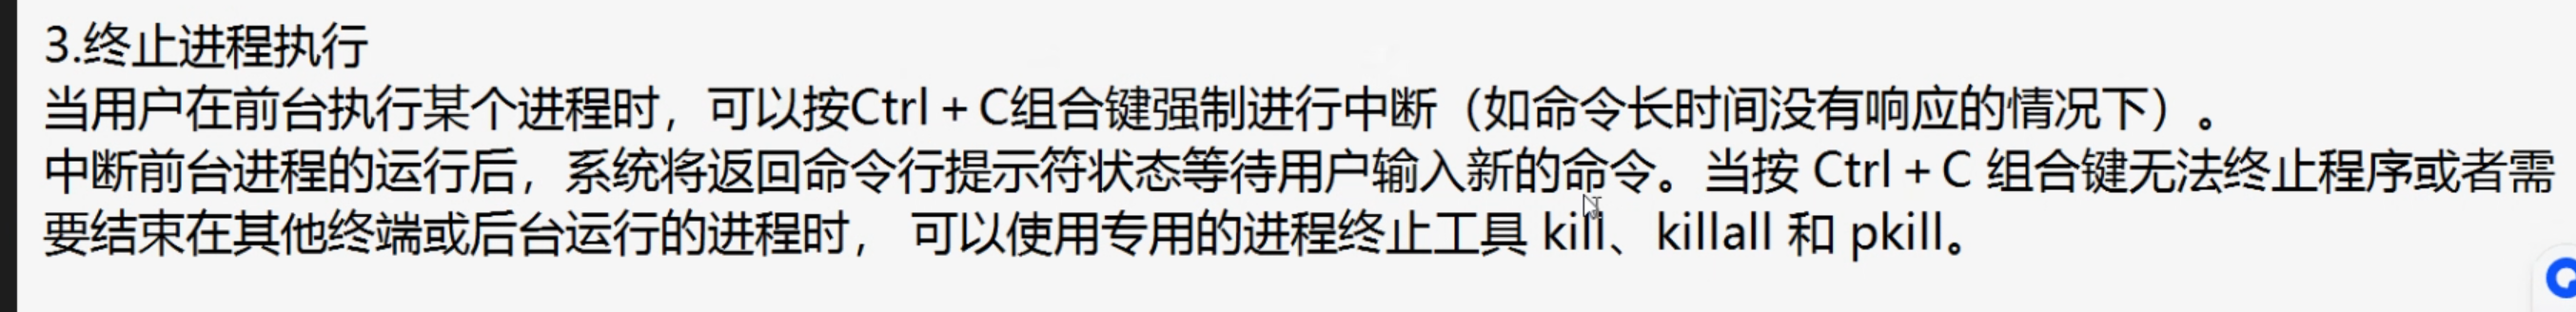 3.终止进程执行
当用户在前台执行某个进程时，可以按Ctrl + C组合键强制进行中断（如命令长时间没有响应的情况下）。
中断前台进程的运行后，系统将返回命令行提示符状态等待用户输入新的命令。当按 Ctrl + C 组合键无法终止程序或者需
要结束在其他终端或后台运行的进程时， 可以使用专用的进程终止工具 kill、killall 和 pkill。